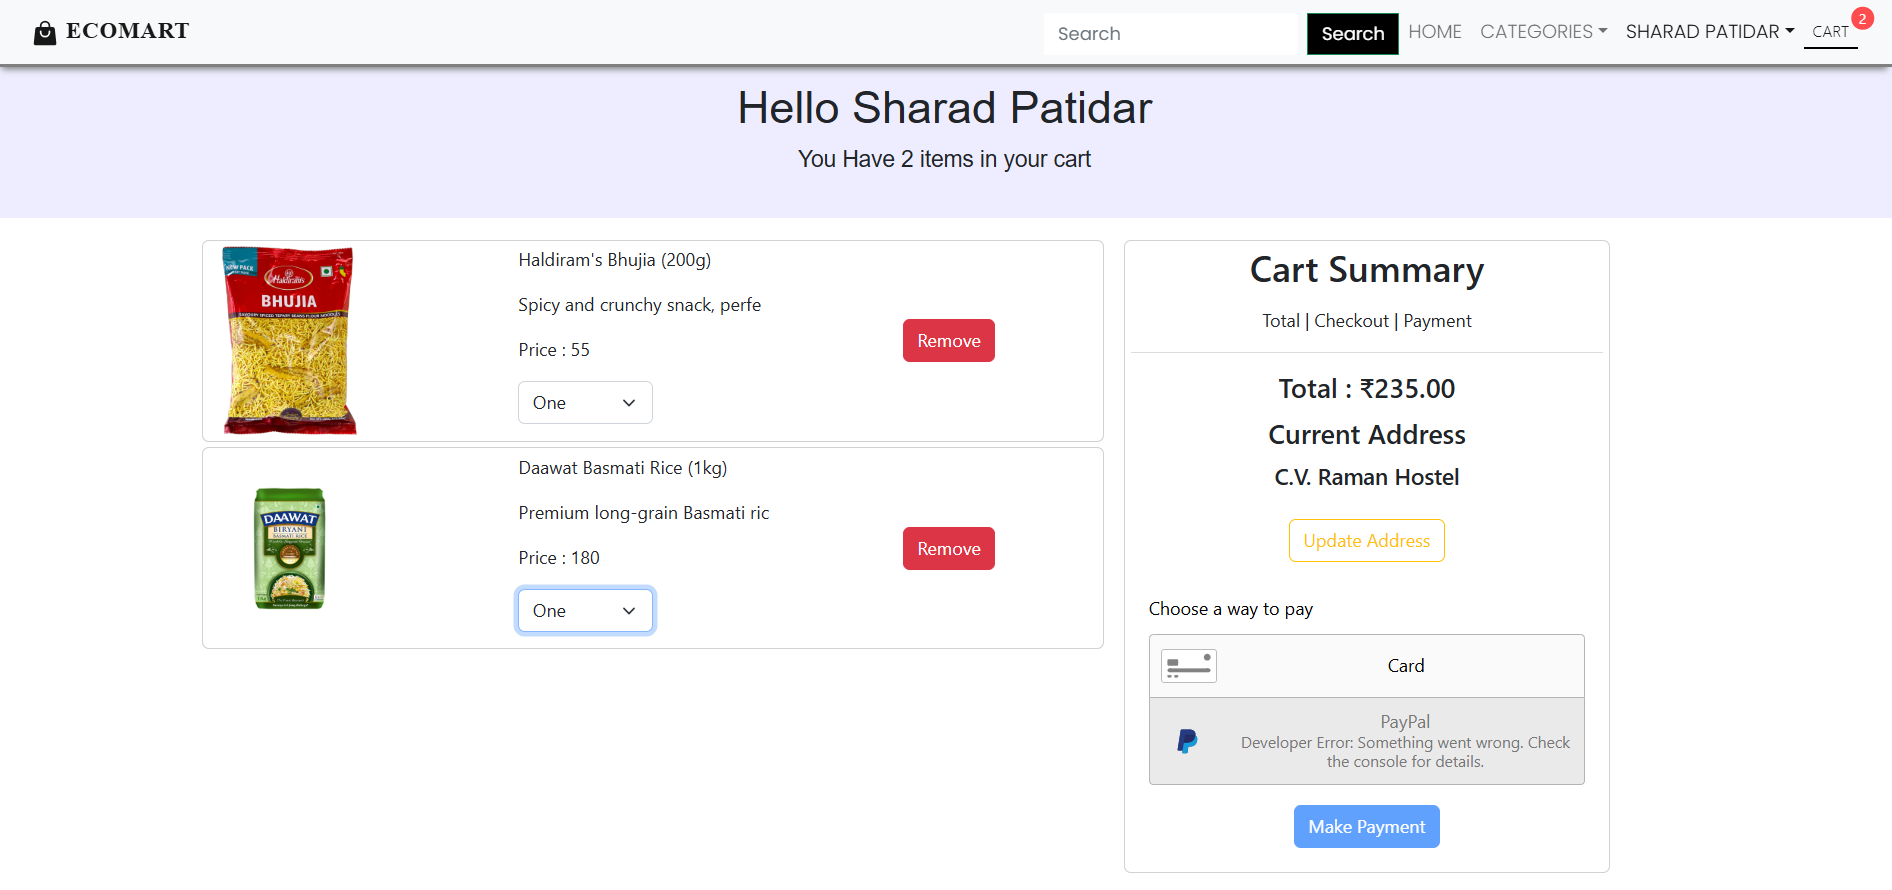 ECOMART
Search
Search
HOME
CATEGORIES
SHARAD PATIDAR
CART
2
Hello Sharad Patidar
You Have 2 items in your cart
NEW PACK
Haldiram's
BHUJIA
Haldiram's Bhujia (200g)
Spicy and crunchy snack, perfe
Price : 55
One
Remove
DAAWAT
BIRYANI
BASMATI RICE
Daawat Basmati Rice (1kg)
Premium long-grain Basmati ric
Price : 180
One
Remove
Cart Summary
Total | Checkout | Payment
Total : ₹235.00
Current Address
C.V. Raman Hostel
Update Address
Choose a way to pay
Card
PayPal
Developer Error: Something went wrong. Check
the console for details.
Make Payment